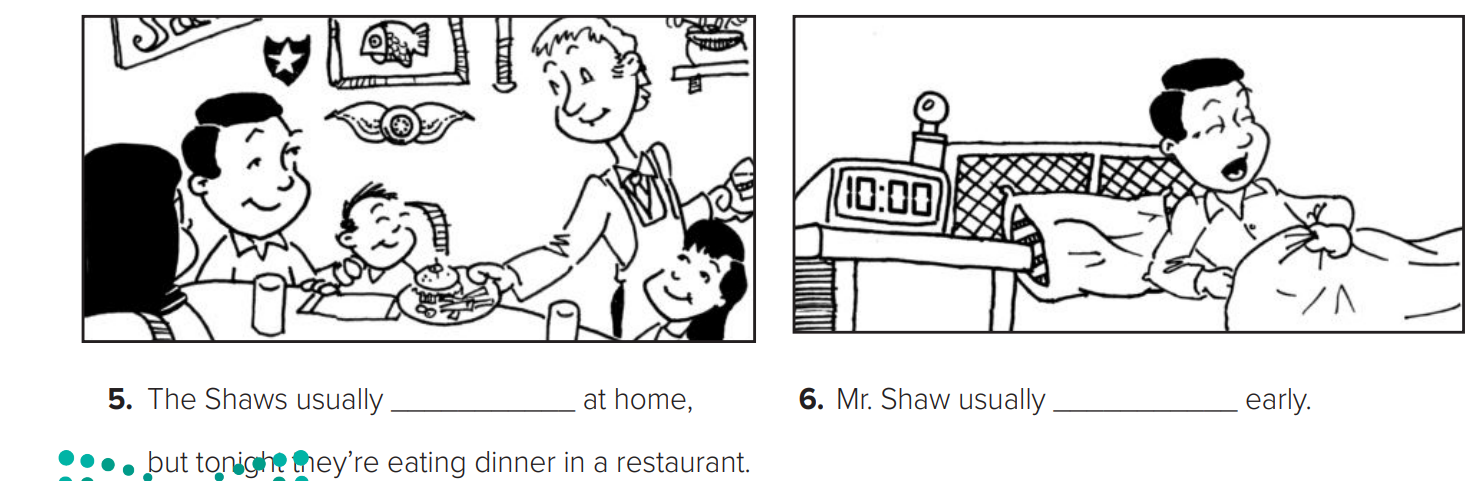 10:00
5. The Shaws usually ____________ at home,
but tonight they're eating dinner in a restaurant.
6. Mr. Shaw usually ____________ early.